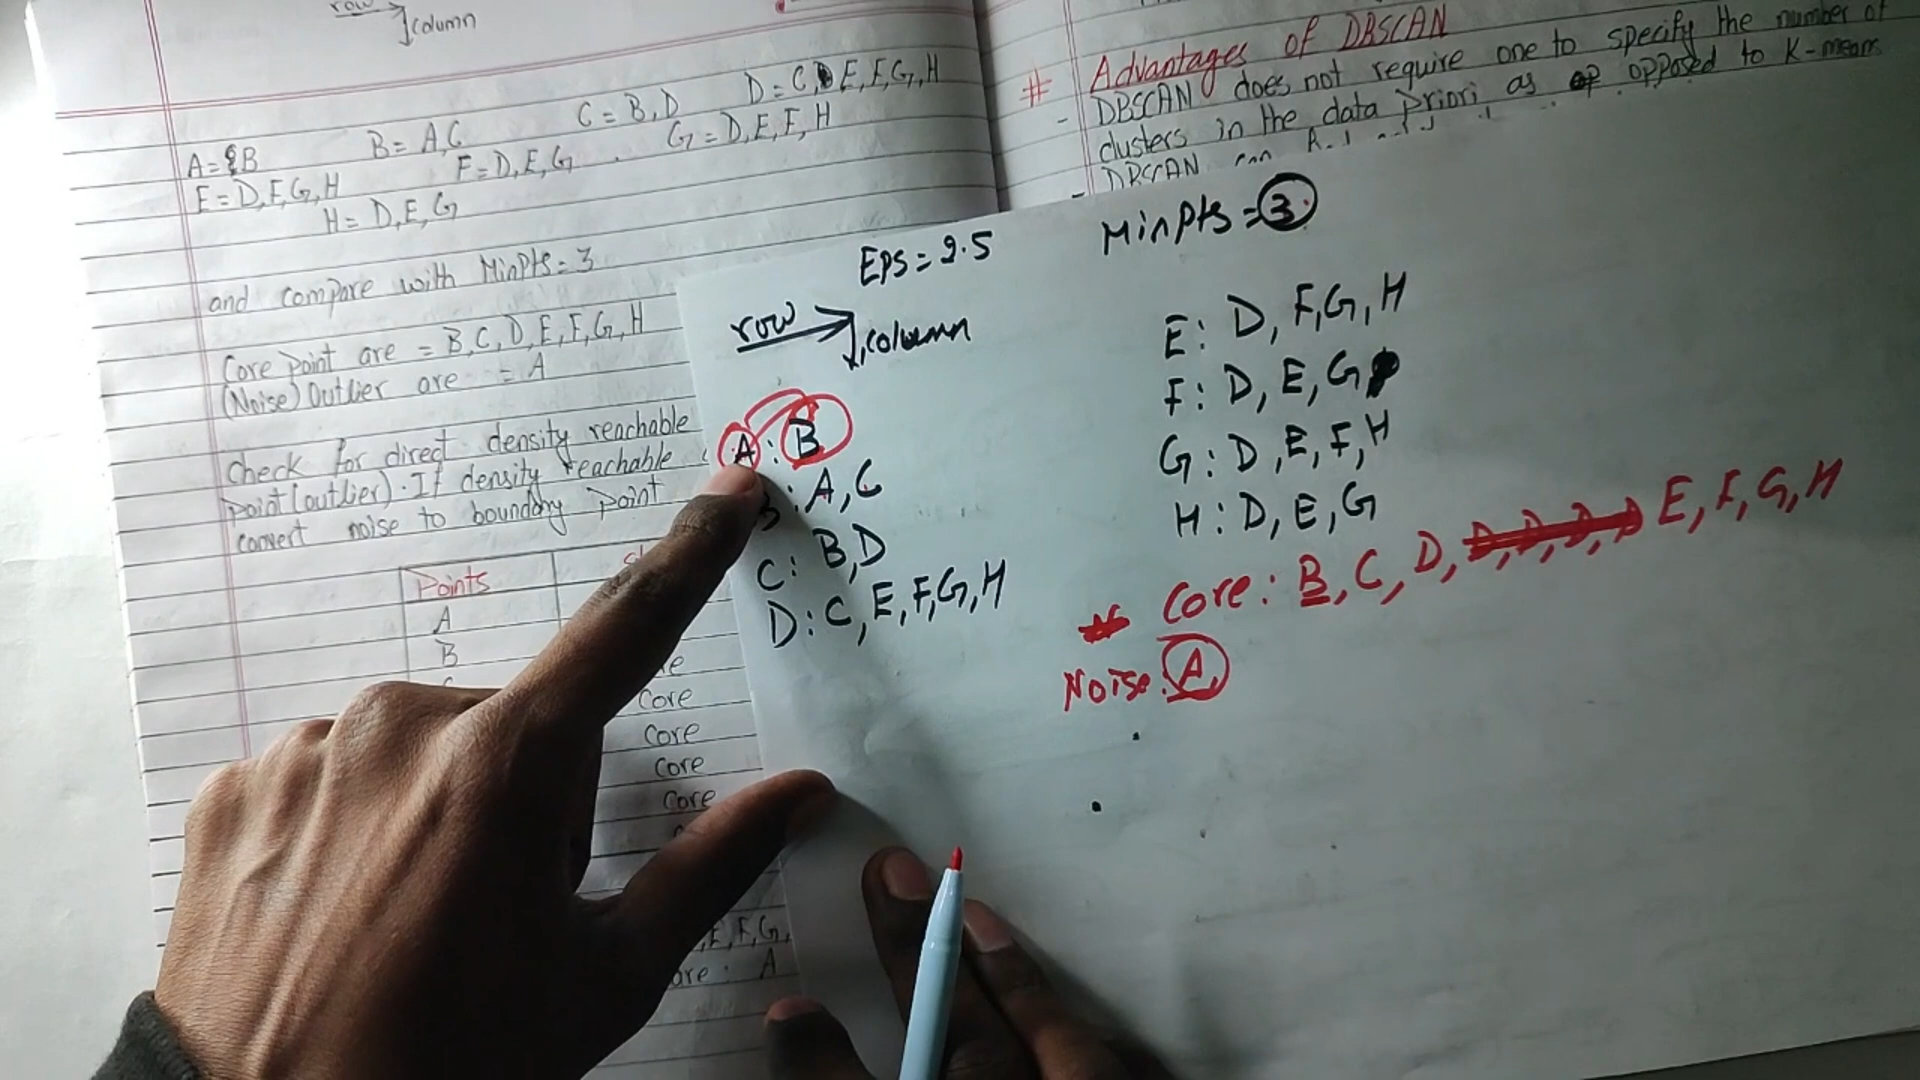 row
column
A = B B = A,C C = B,D D = C, E,F,G,H
E = D,F,G,H F = D,E,G G = D,E,F,H
H = D,E,G
and compare with MinPts = 3
Core point are = B,C,D,E,F,G,H
(Noise) Outlier are = A
Check for direct density reachable
point (outlier). If density reachable
convert noise to boundary point
Points
A
B
Core
Core
Core
Core
E,F,G,
A
# Advantages of DBSCAN
- DBSCAN does not require one to specify the number of
clusters in the data priori, as opposed to K-means
- DBSCAN can
Eps = 2.5 MinPts = 3
row
column
A : B
B : A,C
C : B,D
D : C, E, F,G,H
E : D, F,G,H
F : D, E, G
G : D, E, F, H
H : D, E, G
Core : B, C, D, D, D, D, D E, F, G, H
Noise : A,